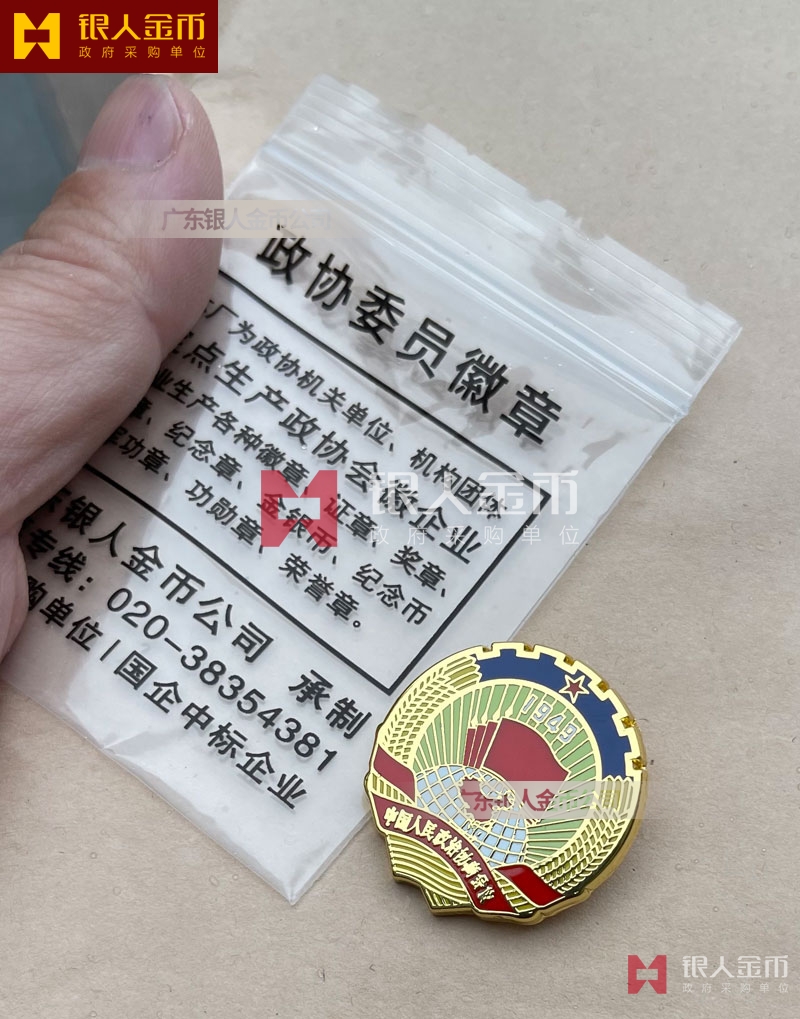 银人金币
政府采购单位
广东银人金币公
政协委员徽章
厂为政协机关单位、机构团体
点生产政协会徽企业
业生产各种徽章、证章、奖章、
章、纪念章、金银币、纪念币
功章、功勋章、荣誉章。
银人金币公司 承制
专线：020-38354381
购单位|国企中标企业
银人金币
政府采购单位
1949
广东银人金币
中国人民政治协商会议
银人金币
政府采购单位